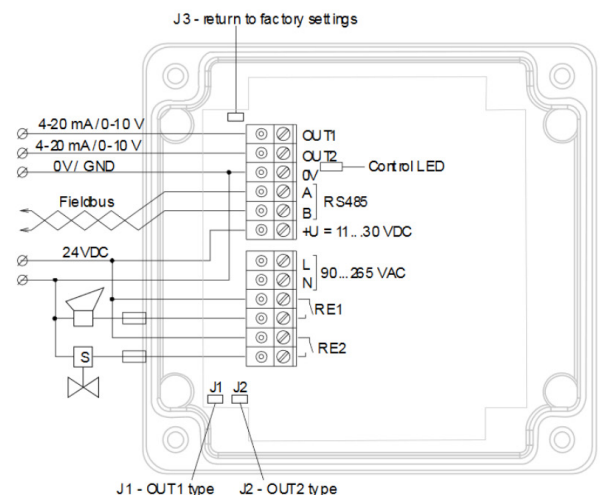 J3 - return to factory settings
4-20 mA/0-10 V
OUT1
4-20 mA/0-10 V
OUT2
0V/ GND
0V
Control LED
Fieldbus
A
B
RS485
+U = 11...30 VDC
24VDC
L
N
90...265 VAC
RE1
RE2
S
J1 J2
J1 - OUT1 type J2 - OUT2 type